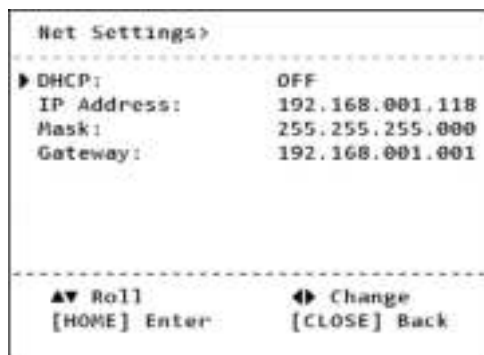 Net Settings>
DHCP: OFF
IP Address: 192.168.001.118
Mask: 255.255.255.000
Gateway: 192.168.001.001
▲▼ Roll ◀▶ Change
[HOME] Enter [CLOSE] Back